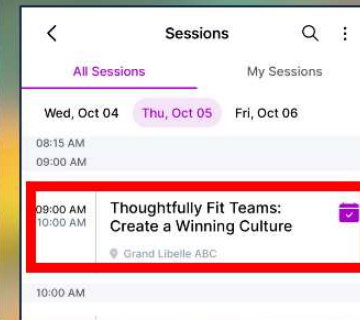 Sessions
All Sessions
My Sessions
Wed, Oct 04
Thu, Oct 05
Fri, Oct 06
08:15 AM
09:00 AM
09:00 AM
10:00 AM
Thoughtfully Fit Teams:
Create a Winning Culture
Grand Libelle ABC
10:00 AM